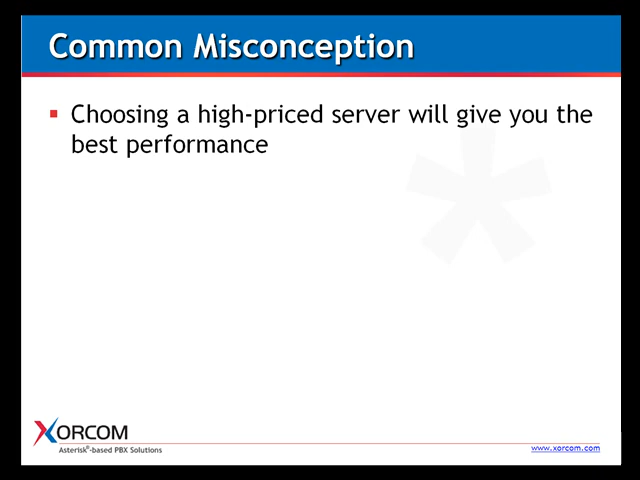 Common Misconception
▪ Choosing a high-priced server will give you the
best performance
XORCOM
Asterisk®-based PBX Solutions
www.xorcom.com